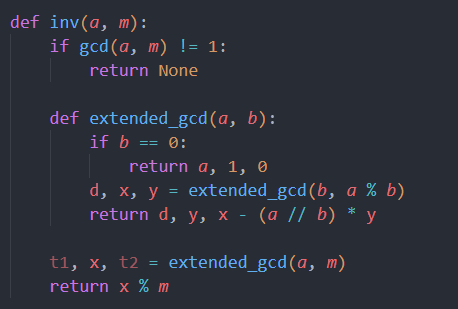 def inv(a, m):
    if gcd(a, m) != 1:
        return None

    def extended_gcd(a, b):
        if b == 0:
            return a, 1, 0
        d, x, y = extended_gcd(b, a % b)
        return d, y, x - (a // b) * y

    t1, x, t2 = extended_gcd(a, m)
    return x % m